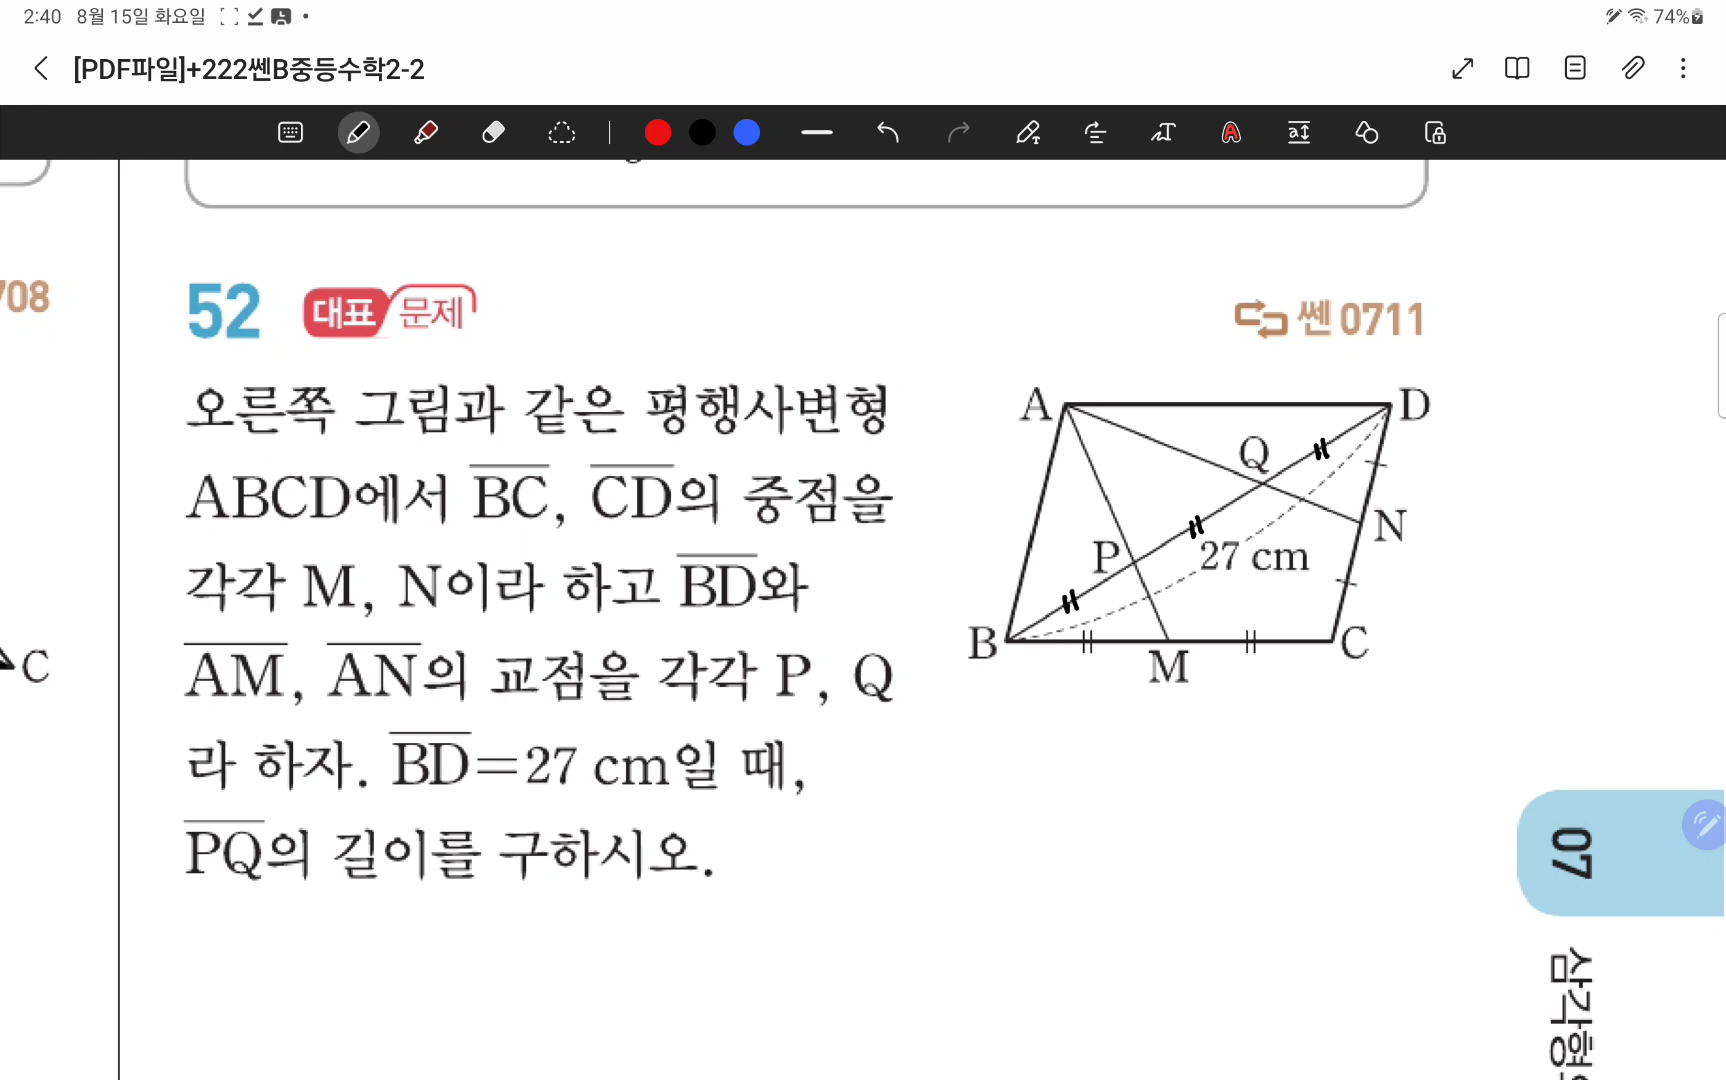 2:40 8월 15일 화요일
74%
[PDF파일]+222쎈B중등수학2-2
708
52 대표 문제
쎈 0711
오른쪽 그림과 같은 평행사변형
ABCD에서 BC, CD의 중점을
각각 M, N이라 하고 BD와
AM, AN의 교점을 각각 P, Q
라 하자. BD=27 cm일 때,
PQ의 길이를 구하시오.
A
D
Q
N
P
27 cm
B
M
C
C
07
삼각형